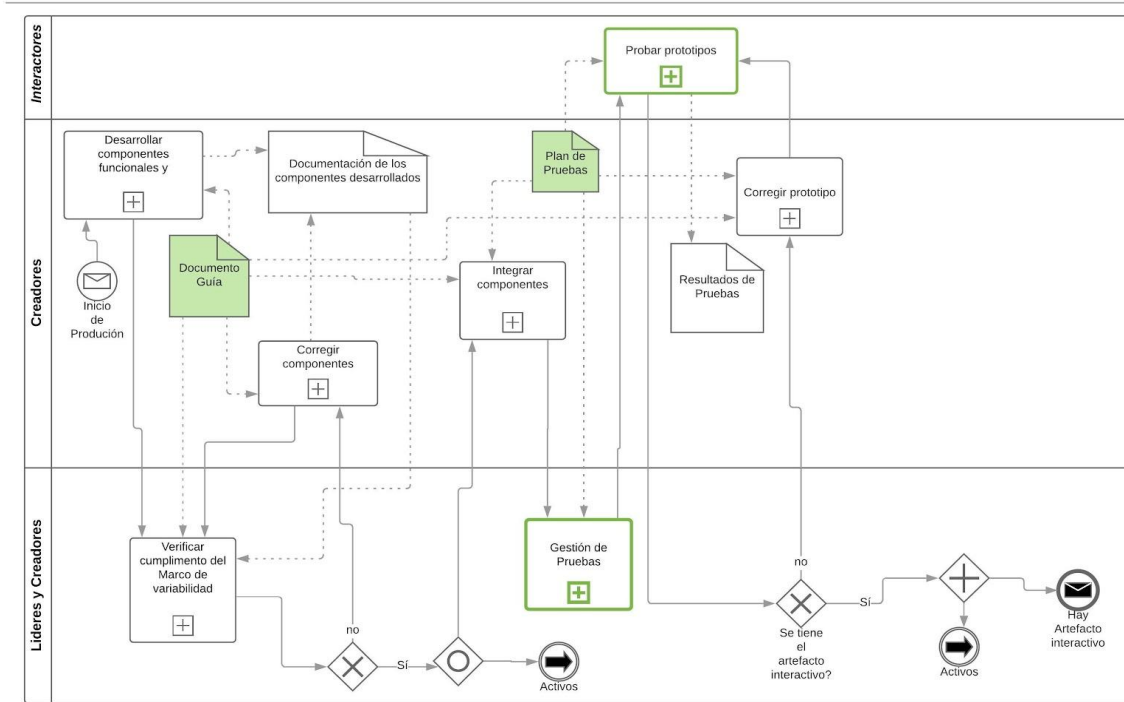 Interactores
Probar prototipos
Creadores
Desarrollar
componentes
funcionales y
Documentación de los
componentes desarrollados
Plan de
Pruebas
Corregir prototipo
Documento
Guía
Inicio
de
Produción
Integrar
componentes
Resultados de
Pruebas
Corregir
componentes
Lideres y Creadores
Verificar
cumplimento del
Marco de
variabilidad
Gestión de
Pruebas
no
Sí
Activos
no
Se tiene
el
artefacto
interactivo?
Sí
Activos
Hay
Artefacto
interactivo